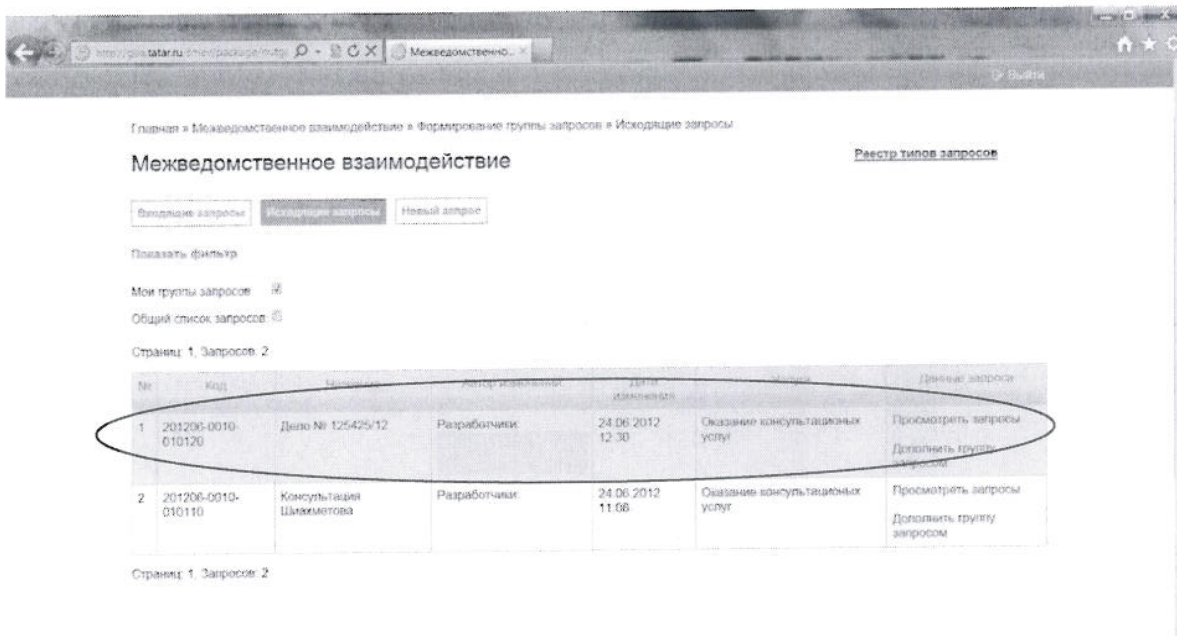 tatar.ru
Межведомственно...
Выйти
Главная » Межведомственное взаимодействие » Формирование группы запросов » Исходящие запросы
Межведомственное взаимодействие
Реестр типов запросов
Входящие запросы
Исходящие запросы
Новый запрос
Показать фильтр
Мои группы запросов
Общий список запросов
Страниц: 1, Запросов: 2
№ Код Название Автор изменений Дата изменения Услуга Данные запроса
1 201206-0010-010120 Дело № 125425/12 Разработчики 24.06.2012 12:30 Оказание консультационых услуг Просмотреть запросы
Дополнить группу запросом
2 201206-0010-010110 Консультация Шиахметова Разработчики 24.06.2012 11:08 Оказание консультационых услуг Просмотреть запросы
Дополнить группу запросом
Страниц: 1, Запросов: 2